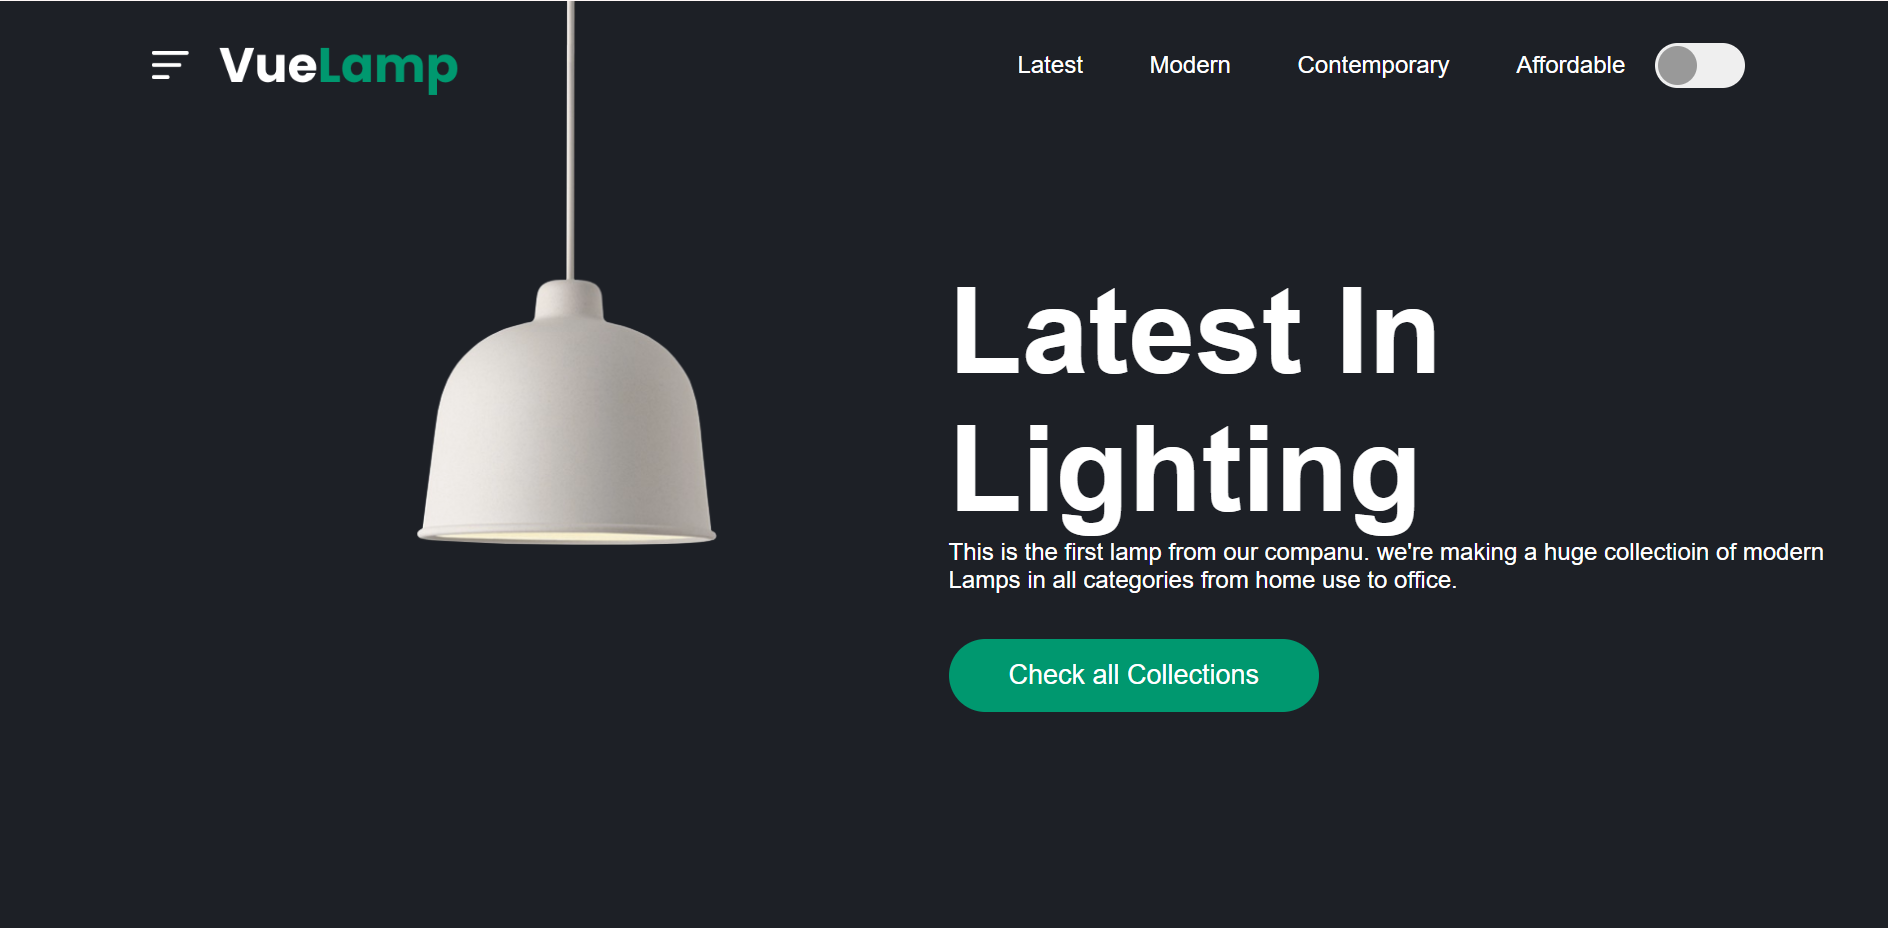 VueLamp
Latest
Modern
Contemporary
Affordable
Latest In
Lighting
This is the first lamp from our companu. we're making a huge collectioin of modern
Lamps in all categories from home use to office.
Check all Collections